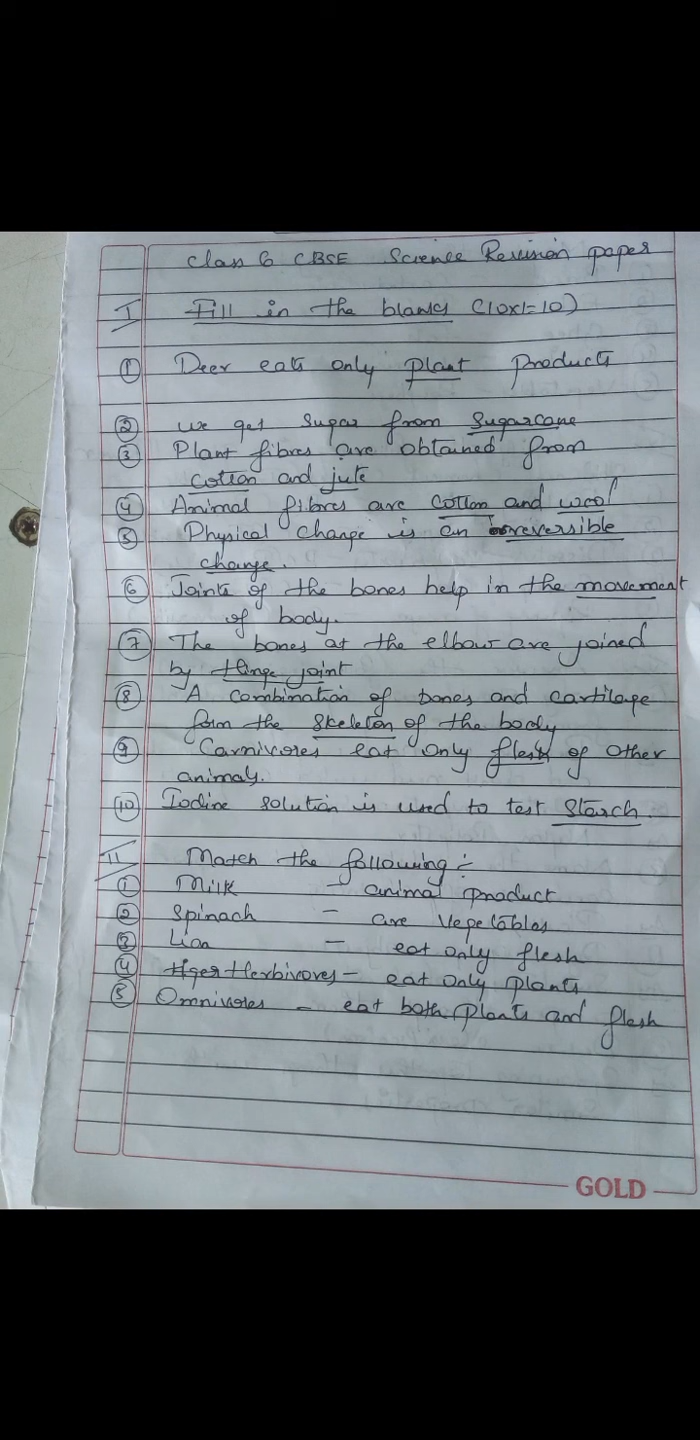 Class 6 CBSE Science Revision paper
I Fill in the blanks (10x1=10)
① Deer eats only plant products
② we get sugar from Sugarcane
③ Plant fibres are obtained from
cotton and jute
④ Animal fibres are cotton and wool
⑤ Physical change is an reversible
change.
⑥ Joints of the bones help in the movement
of body.
⑦ The bones at the elbow are joined
by Hinge joint
⑧ A combination of bones and cartilage
form the skeleton of the body
⑨ Carnivores eat only flesh of other
animals.
⑩ Iodine solution is used to test Starch.
II Match the following :-
① Milk - animal product
② Spinach - are vegetables
③ Lion - eat only flesh
④ Herbivores - eat only plants
⑤ Omnivores - eat both plants and flesh
GOLD